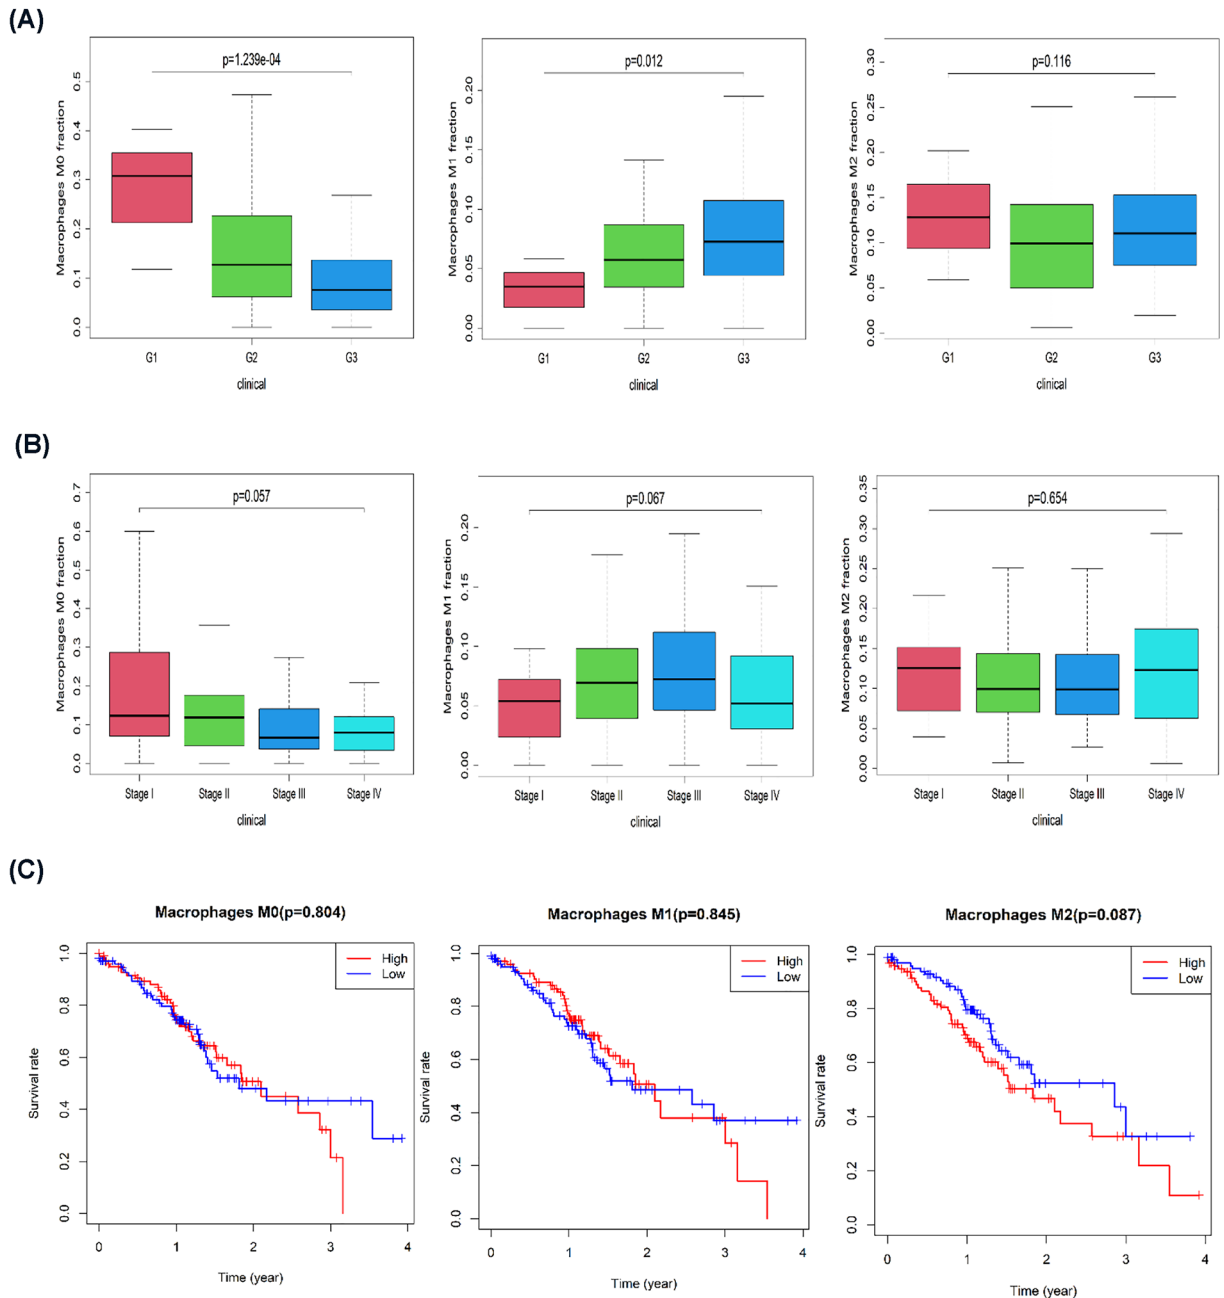 (A)
p=1.239e-04
Macrophages M0 fraction
0.0 0.1 0.2 0.3 0.4 0.5
G1 G2 G3
clinical
p=0.012
Macrophages M1 fraction
0.00 0.05 0.10 0.15 0.20
G1 G2 G3
clinical
p=0.116
Macrophages M2 fraction
0.00 0.05 0.10 0.15 0.20 0.25 0.30
G1 G2 G3
clinical
(B)
p=0.057
Macrophages M0 fraction
0.0 0.1 0.2 0.3 0.4 0.5 0.6 0.7
Stage I Stage II Stage III Stage IV
clinical
p=0.067
Macrophages M1 fraction
0.00 0.05 0.10 0.15 0.20
Stage I Stage II Stage III Stage IV
clinical
p=0.654
Macrophages M2 fraction
0.00 0.05 0.10 0.15 0.20 0.25 0.30 0.35
Stage I Stage II Stage III Stage IV
clinical
(C)
Macrophages M0(p=0.804)
High
Low
Survival rate
0.0 0.2 0.4 0.6 0.8 1.0
0 1 2 3 4
Time (year)
Macrophages M1(p=0.845)
High
Low
Survival rate
0.0 0.2 0.4 0.6 0.8 1.0
0 1 2 3 4
Time (year)
Macrophages M2(p=0.087)
High
Low
Survival rate
0.0 0.2 0.4 0.6 0.8 1.0
0 1 2 3 4
Time (year)